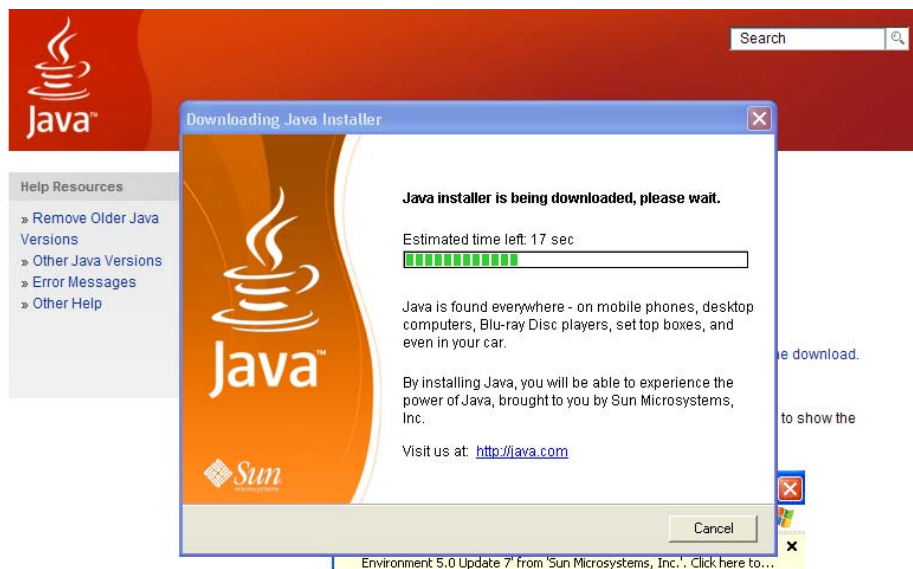 Java™
Search
Help Resources
» Remove Older Java
Versions
» Other Java Versions
» Error Messages
» Other Help
Downloading Java Installer
Java™
Sun
microsystems
Java installer is being downloaded, please wait.
Estimated time left: 17 sec
Java is found everywhere - on mobile phones, desktop
computers, Blu-ray Disc players, set top boxes, and
even in your car.
By installing Java, you will be able to experience the
power of Java, brought to you by Sun Microsystems,
Inc.
Visit us at: http://java.com
Cancel
download.
to show the
Environment 5.0 Update 7' from 'Sun Microsystems, Inc.'. Click here to...